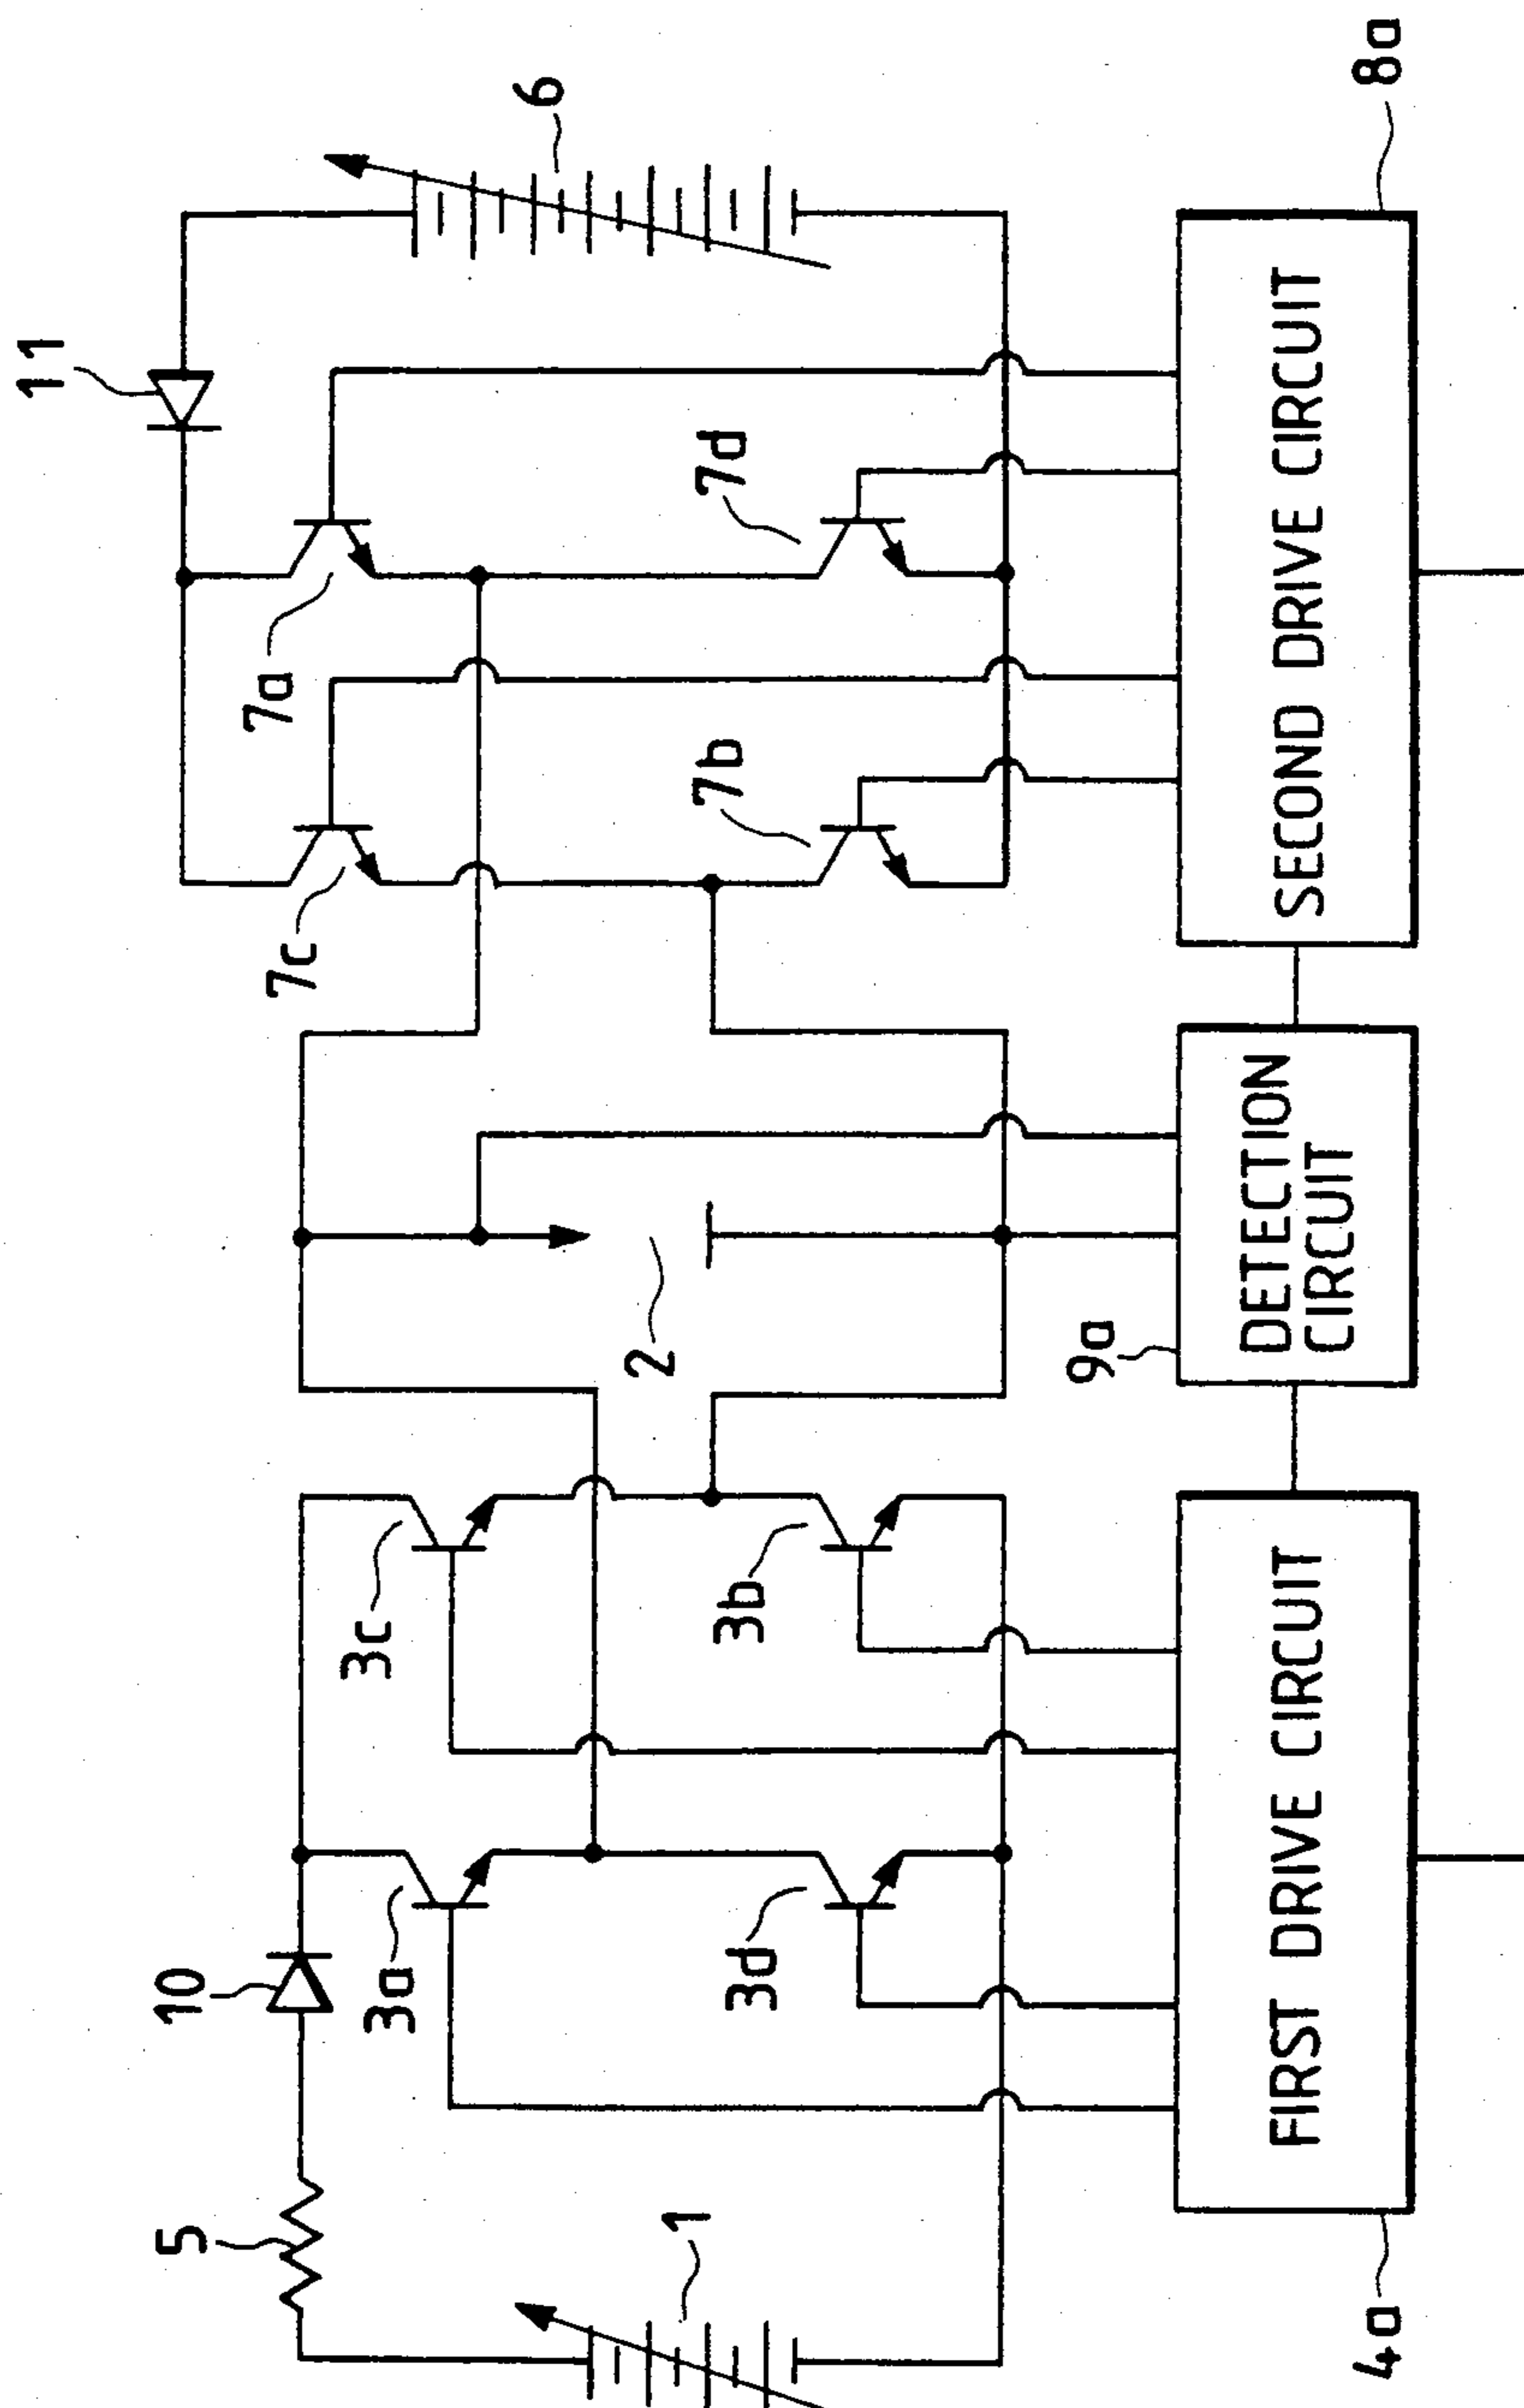 5
10
11
3a
3c
7c
7a
6
1
3d
3b
2
7b
7d
9a
FIRST DRIVE CIRCUIT
DETECTION
CIRCUIT
SECOND DRIVE CIRCUIT
4a
8a